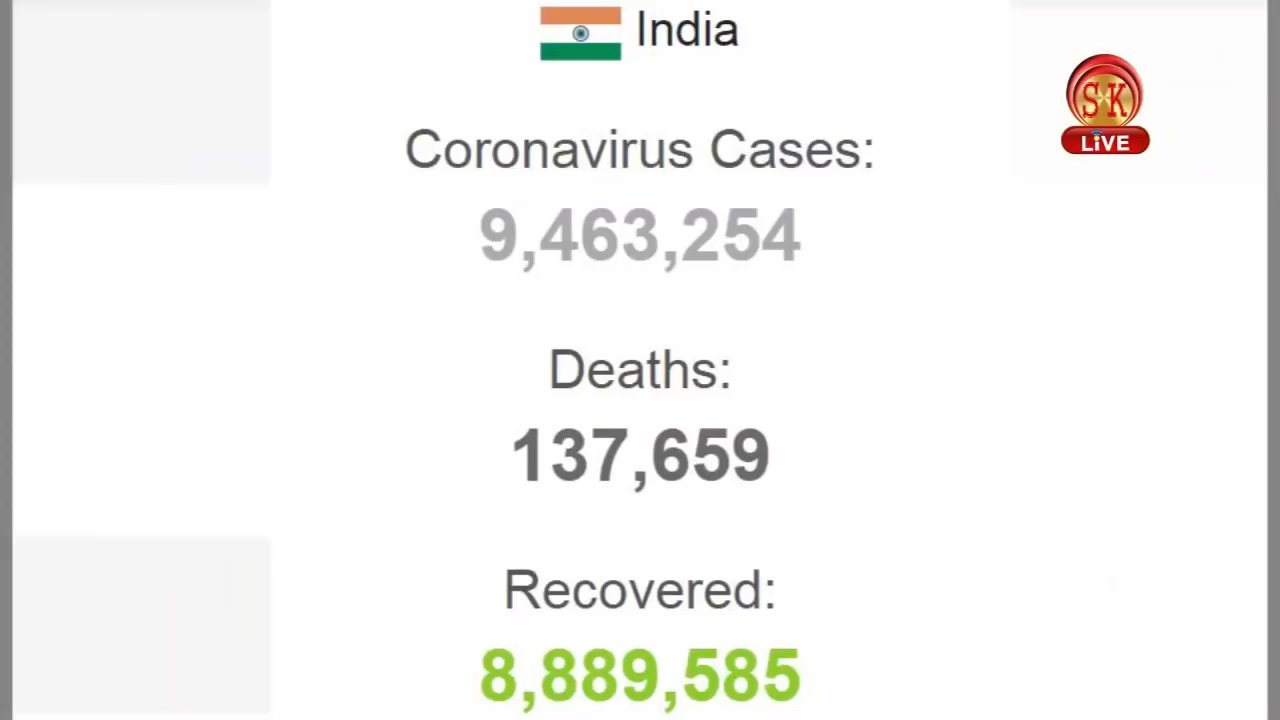 India
SK
LiVE
Coronavirus Cases:
9,463,254
Deaths:
137,659
Recovered:
8,889,585